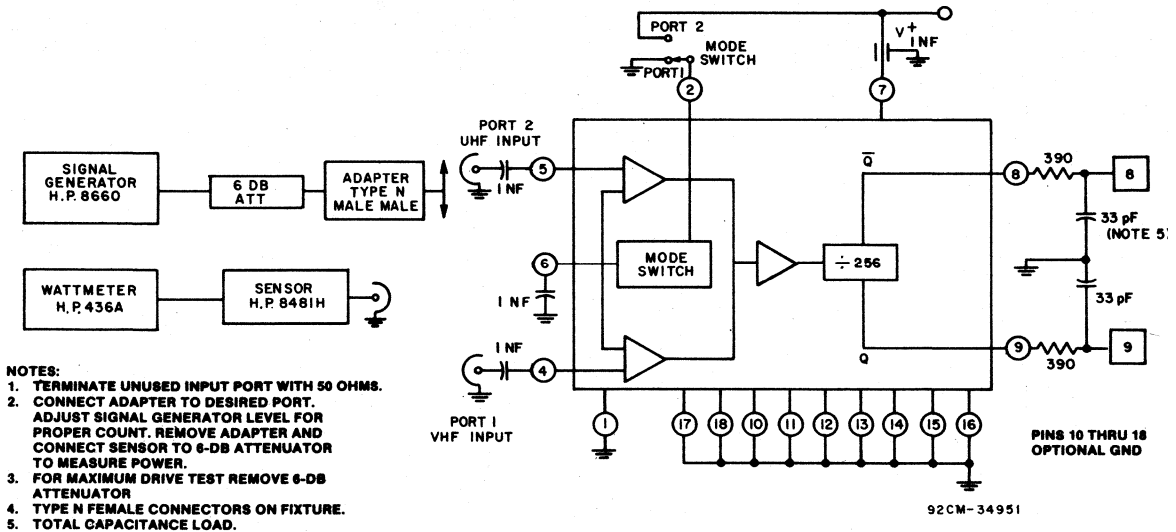 PORT 2
V+
1 NF
MODE
SWITCH
PORT1
2
7
PORT 2
UHF INPUT
SIGNAL
GENERATOR
H.P. 8660
6 DB
ATT
ADAPTER
TYPE N
MALE MALE
1 NF
5
Q
8
390
8
33 pF
(NOTE 5)
6
MODE
SWITCH
÷ 256
1 NF
WATTMETER
H.P. 436A
SENSOR
H.P. 8481H
33 pF
1 NF
4
Q
9
390
9
PORT 1
VHF INPUT
1
17
18
10
11
12
13
14
15
16
PINS 10 THRU 18
OPTIONAL GND
92CM-34951
NOTES:
1. TERMINATE UNUSED INPUT PORT WITH 50 OHMS.
2. CONNECT ADAPTER TO DESIRED PORT.
ADJUST SIGNAL GENERATOR LEVEL FOR
PROPER COUNT. REMOVE ADAPTER AND
CONNECT SENSOR TO 6-DB ATTENUATOR
TO MEASURE POWER.
3. FOR MAXIMUM DRIVE TEST REMOVE 6-DB
ATTENUATOR
4. TYPE N FEMALE CONNECTORS ON FIXTURE.
5. TOTAL CAPACITANCE LOAD.